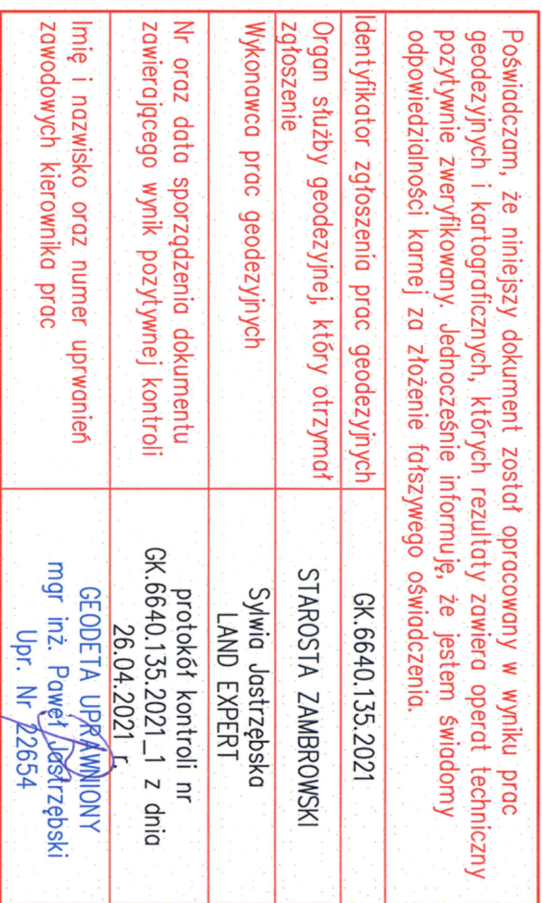 Poświadczam, że niniejszy dokument został opracowany w wyniku prac
geodezyjnych i kartograficznych, których rezultaty zawiera operat techniczny
pozytywnie zweryfikowany. Jednocześnie informuję, że jestem świadomy
odpowiedzialności karnej za złożenie fałszywego oświadczenia.
Identyfikator zgłoszenia prac geodezyjnych
GK.6640.135.2021
Organ służby geodezyjnej, który otrzymał
zgłoszenie
STAROSTA ZAMBROWSKI
Wykonawca prac geodezyjnych
Sylwia Jastrzębska
LAND EXPERT
Nr oraz data sporządzenia dokumentu
zawierającego wynik pozytywnej kontroli
protokół kontroli nr
GK.6640.135.2021_1 z dnia
26.04.2021 r.
Imię i nazwisko oraz numer uprwanień
zawodowych kierownika prac
GEODETA UPRAWNIONY
mgr inż. Paweł Jastrzębski
Upr. Nr 22654